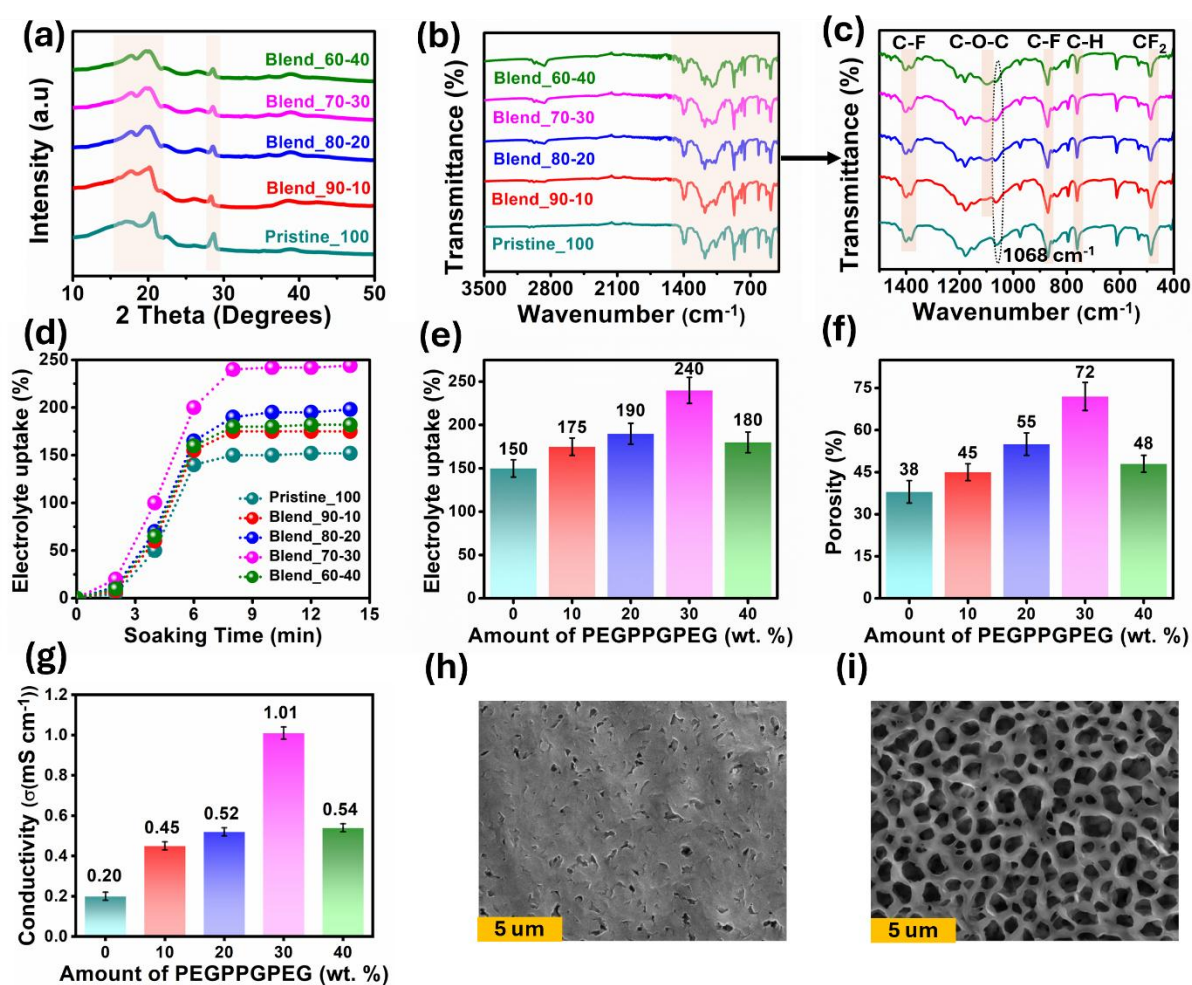 (a)
Intensity (a.u)
Blend_60-40
Blend_70-30
Blend_80-20
Blend_90-10
Pristine_100
10 20 30 40 50
2 Theta (Degrees)
(b)
Transmittance (%)
Blend_60-40
Blend_70-30
Blend_80-20
Blend_90-10
Pristine_100
3500 2800 2100 1400 700
Wavenumber (cm-1)
(c)
Transmittance (%)
C-F C-O-C C-F C-H CF2
1068 cm-1
1400 1200 1000 800 600 400
Wavenumber (cm-1)
(d)
Electrolyte uptake (%)
250
200
150
100
50
0
Pristine_100
Blend_90-10
Blend_80-20
Blend_70-30
Blend_60-40
0 3 6 9 12 15
Soaking Time (min)
(e)
Electrolyte uptake (%)
250
200
150
100
50
0
150
175
190
240
180
0 10 20 30 40
Amount of PEGPPGPEG (wt. %)
(f)
Porosity (%)
75
60
45
30
15
0
38
45
55
72
48
0 10 20 30 40
Amount of PEGPPGPEG (wt. %)
(g)
Conductivity (σ(mS cm-1))
1.2
1.0
0.8
0.6
0.4
0.2
0.0
0.20
0.45
0.52
1.01
0.54
0 10 20 30 40
Amount of PEGPPGPEG (wt. %)
(h)
5 um
(i)
5 um